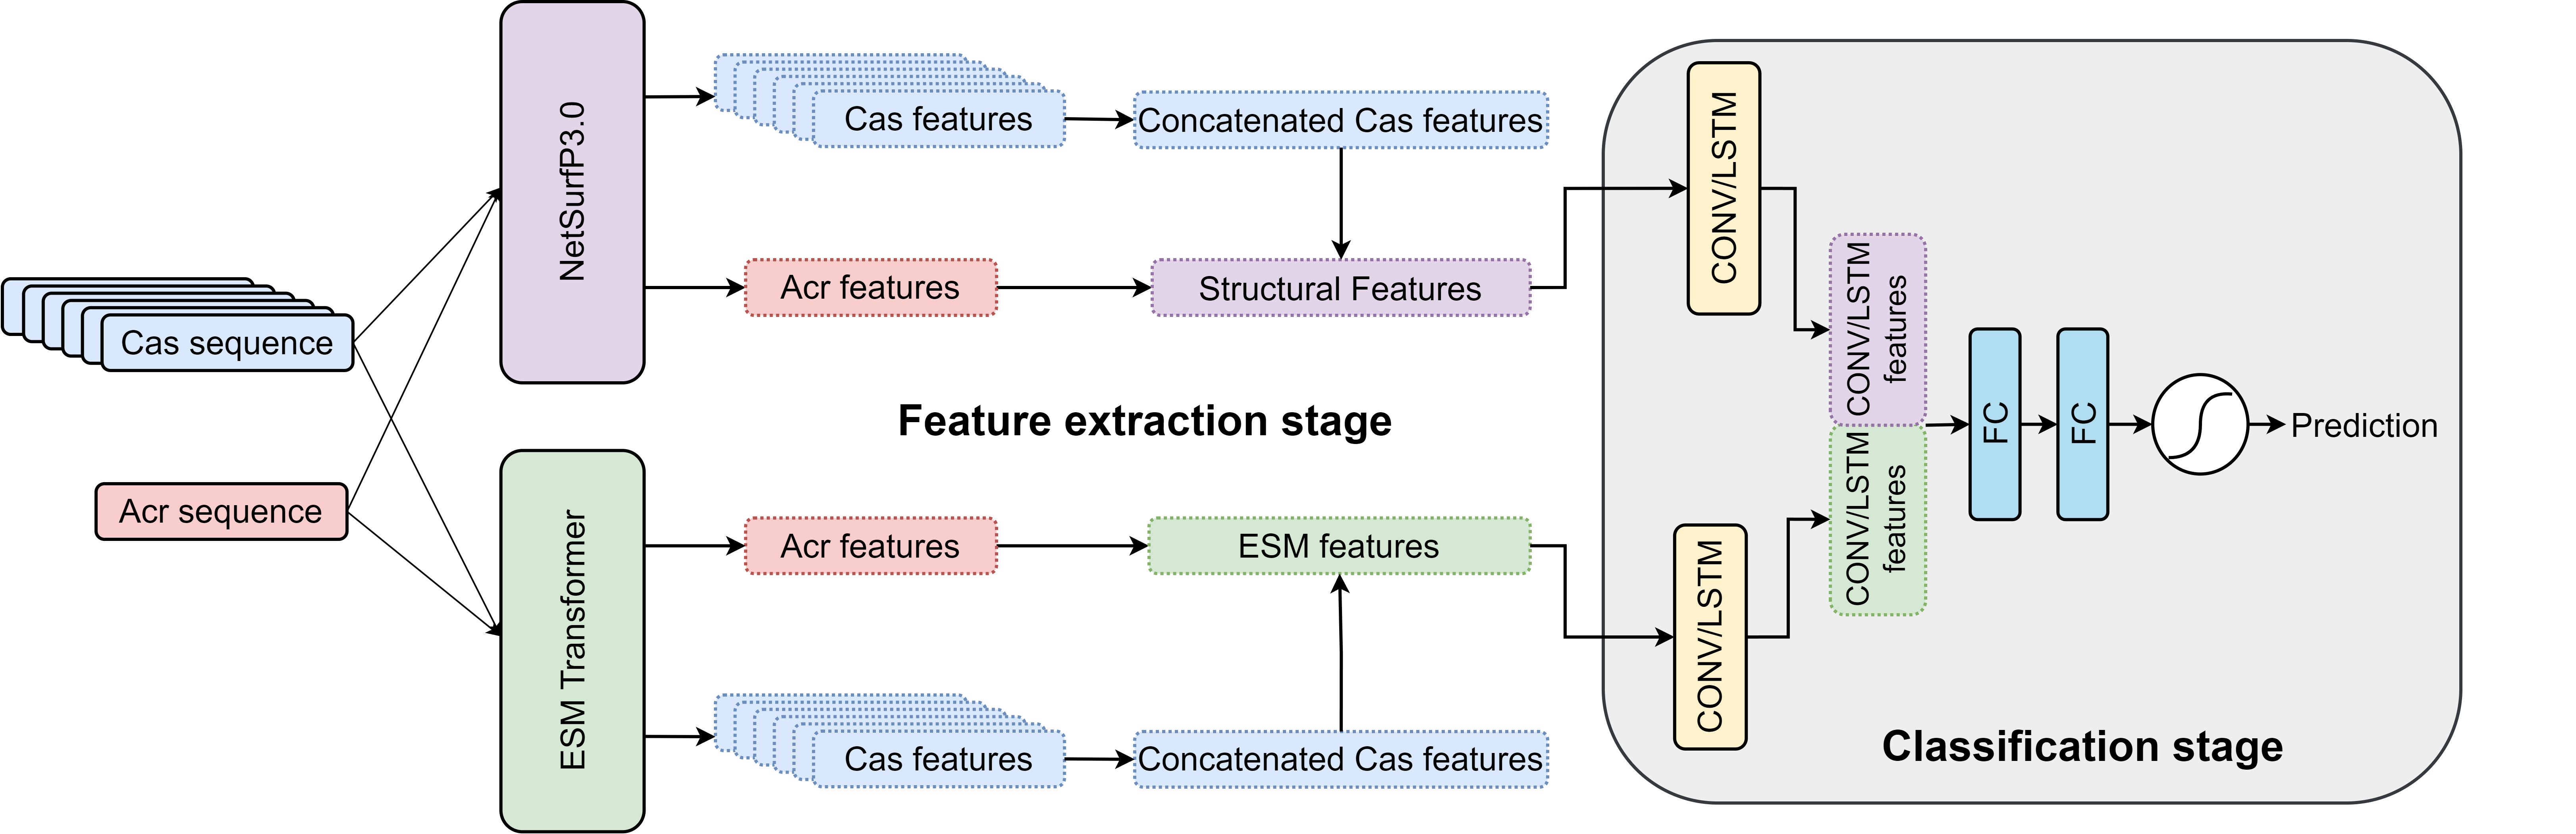 Cas sequence
Acr sequence
NetSurfP3.0
ESM Transformer
Cas features
Concatenated Cas features
Acr features
Structural Features
Feature extraction stage
Acr features
ESM features
Cas features
Concatenated Cas features
CONV/LSTM
CONV/LSTM
CONV/LSTM
features
CONV/LSTM
features
FC
FC
Prediction
Classification stage